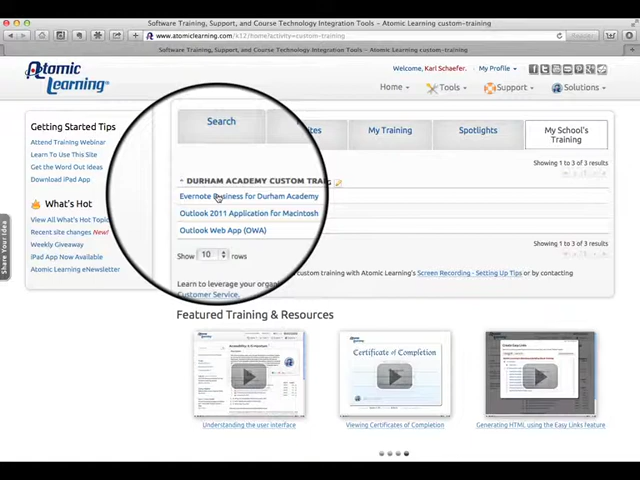 Software Training, Support, and Course Technology Integration Tools – Atomic Learning custom-training
www.atomiclearning.com/k12/home?activity=custom-training
Reader
Software Training, Support, and Course Technology Integration Tools – Atomic Learning custom-training
Atomic Learning
Welcome, Karl Schaefer.
My Profile
Home
Tools
Support
Solutions
Getting Started Tips
Attend Training Webinar
Learn To Use This Site
Get the Word Out Ideas
Download iPad App
What's Hot
View All What's Hot Topics
Recent site changes New!
Weekly Giveaway
iPad App Now Available
Atomic Learning eNewsletter
Share Your Idea
Search
My Training
Spotlights
My School's Training
Showing 1 to 3 of 3 results
DURHAM ACADEMY CUSTOM TRAI
Evernote Business for Durham Academy
Outlook 2011 Application for Macintosh
Outlook Web App (OWA)
Showing 1 to 3 of 3 results
Show 10 rows
Learn to leverage your organ
custom training with Atomic Learning's Screen Recording - Setting Up Tips or by contacting
Customer Service.
Featured Training & Resources
Certificate of Completion
Understanding the user interface
Viewing Certificates of Completion
Generating HTML using the Easy Links feature